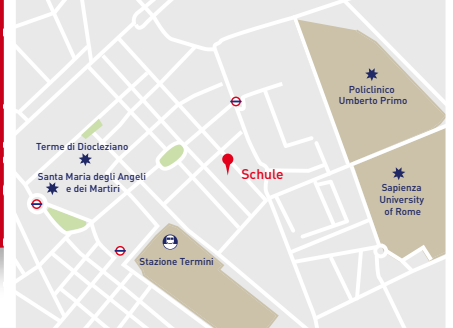 Policlinico
Umberto Primo
Terme di Diocleziano
Santa Maria degli Angeli
e dei Martiri
Schule
Sapienza
University
of Rome
Stazione Termini